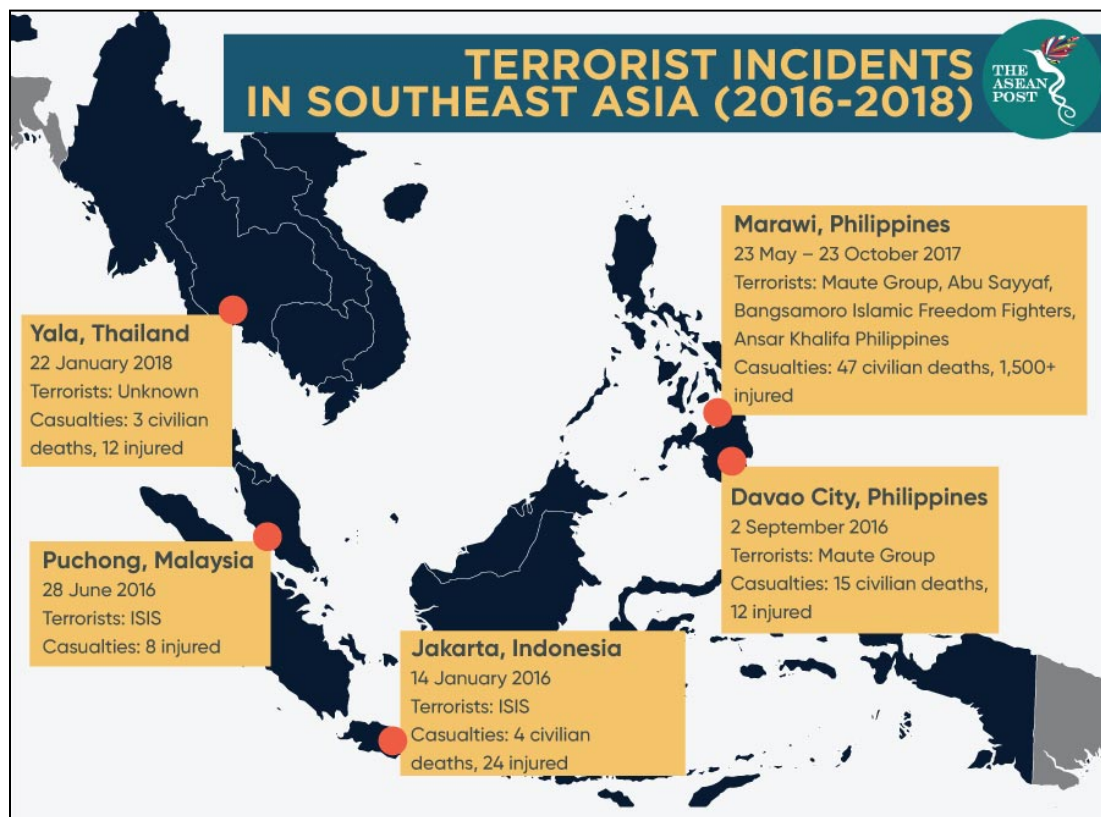 TERRORIST INCIDENTS
IN SOUTHEAST ASIA (2016-2018)
THE
ASEAN
POST
Marawi, Philippines
23 May – 23 October 2017
Terrorists: Maute Group, Abu Sayyaf,
Bangsamoro Islamic Freedom Fighters,
Ansar Khalifa Philippines
Casualties: 47 civilian deaths, 1,500+
injured
Yala, Thailand
22 January 2018
Terrorists: Unknown
Casualties: 3 civilian
deaths, 12 injured
Davao City, Philippines
2 September 2016
Terrorists: Maute Group
Casualties: 15 civilian deaths,
12 injured
Puchong, Malaysia
28 June 2016
Terrorists: ISIS
Casualties: 8 injured
Jakarta, Indonesia
14 January 2016
Terrorists: ISIS
Casualties: 4 civilian
deaths, 24 injured